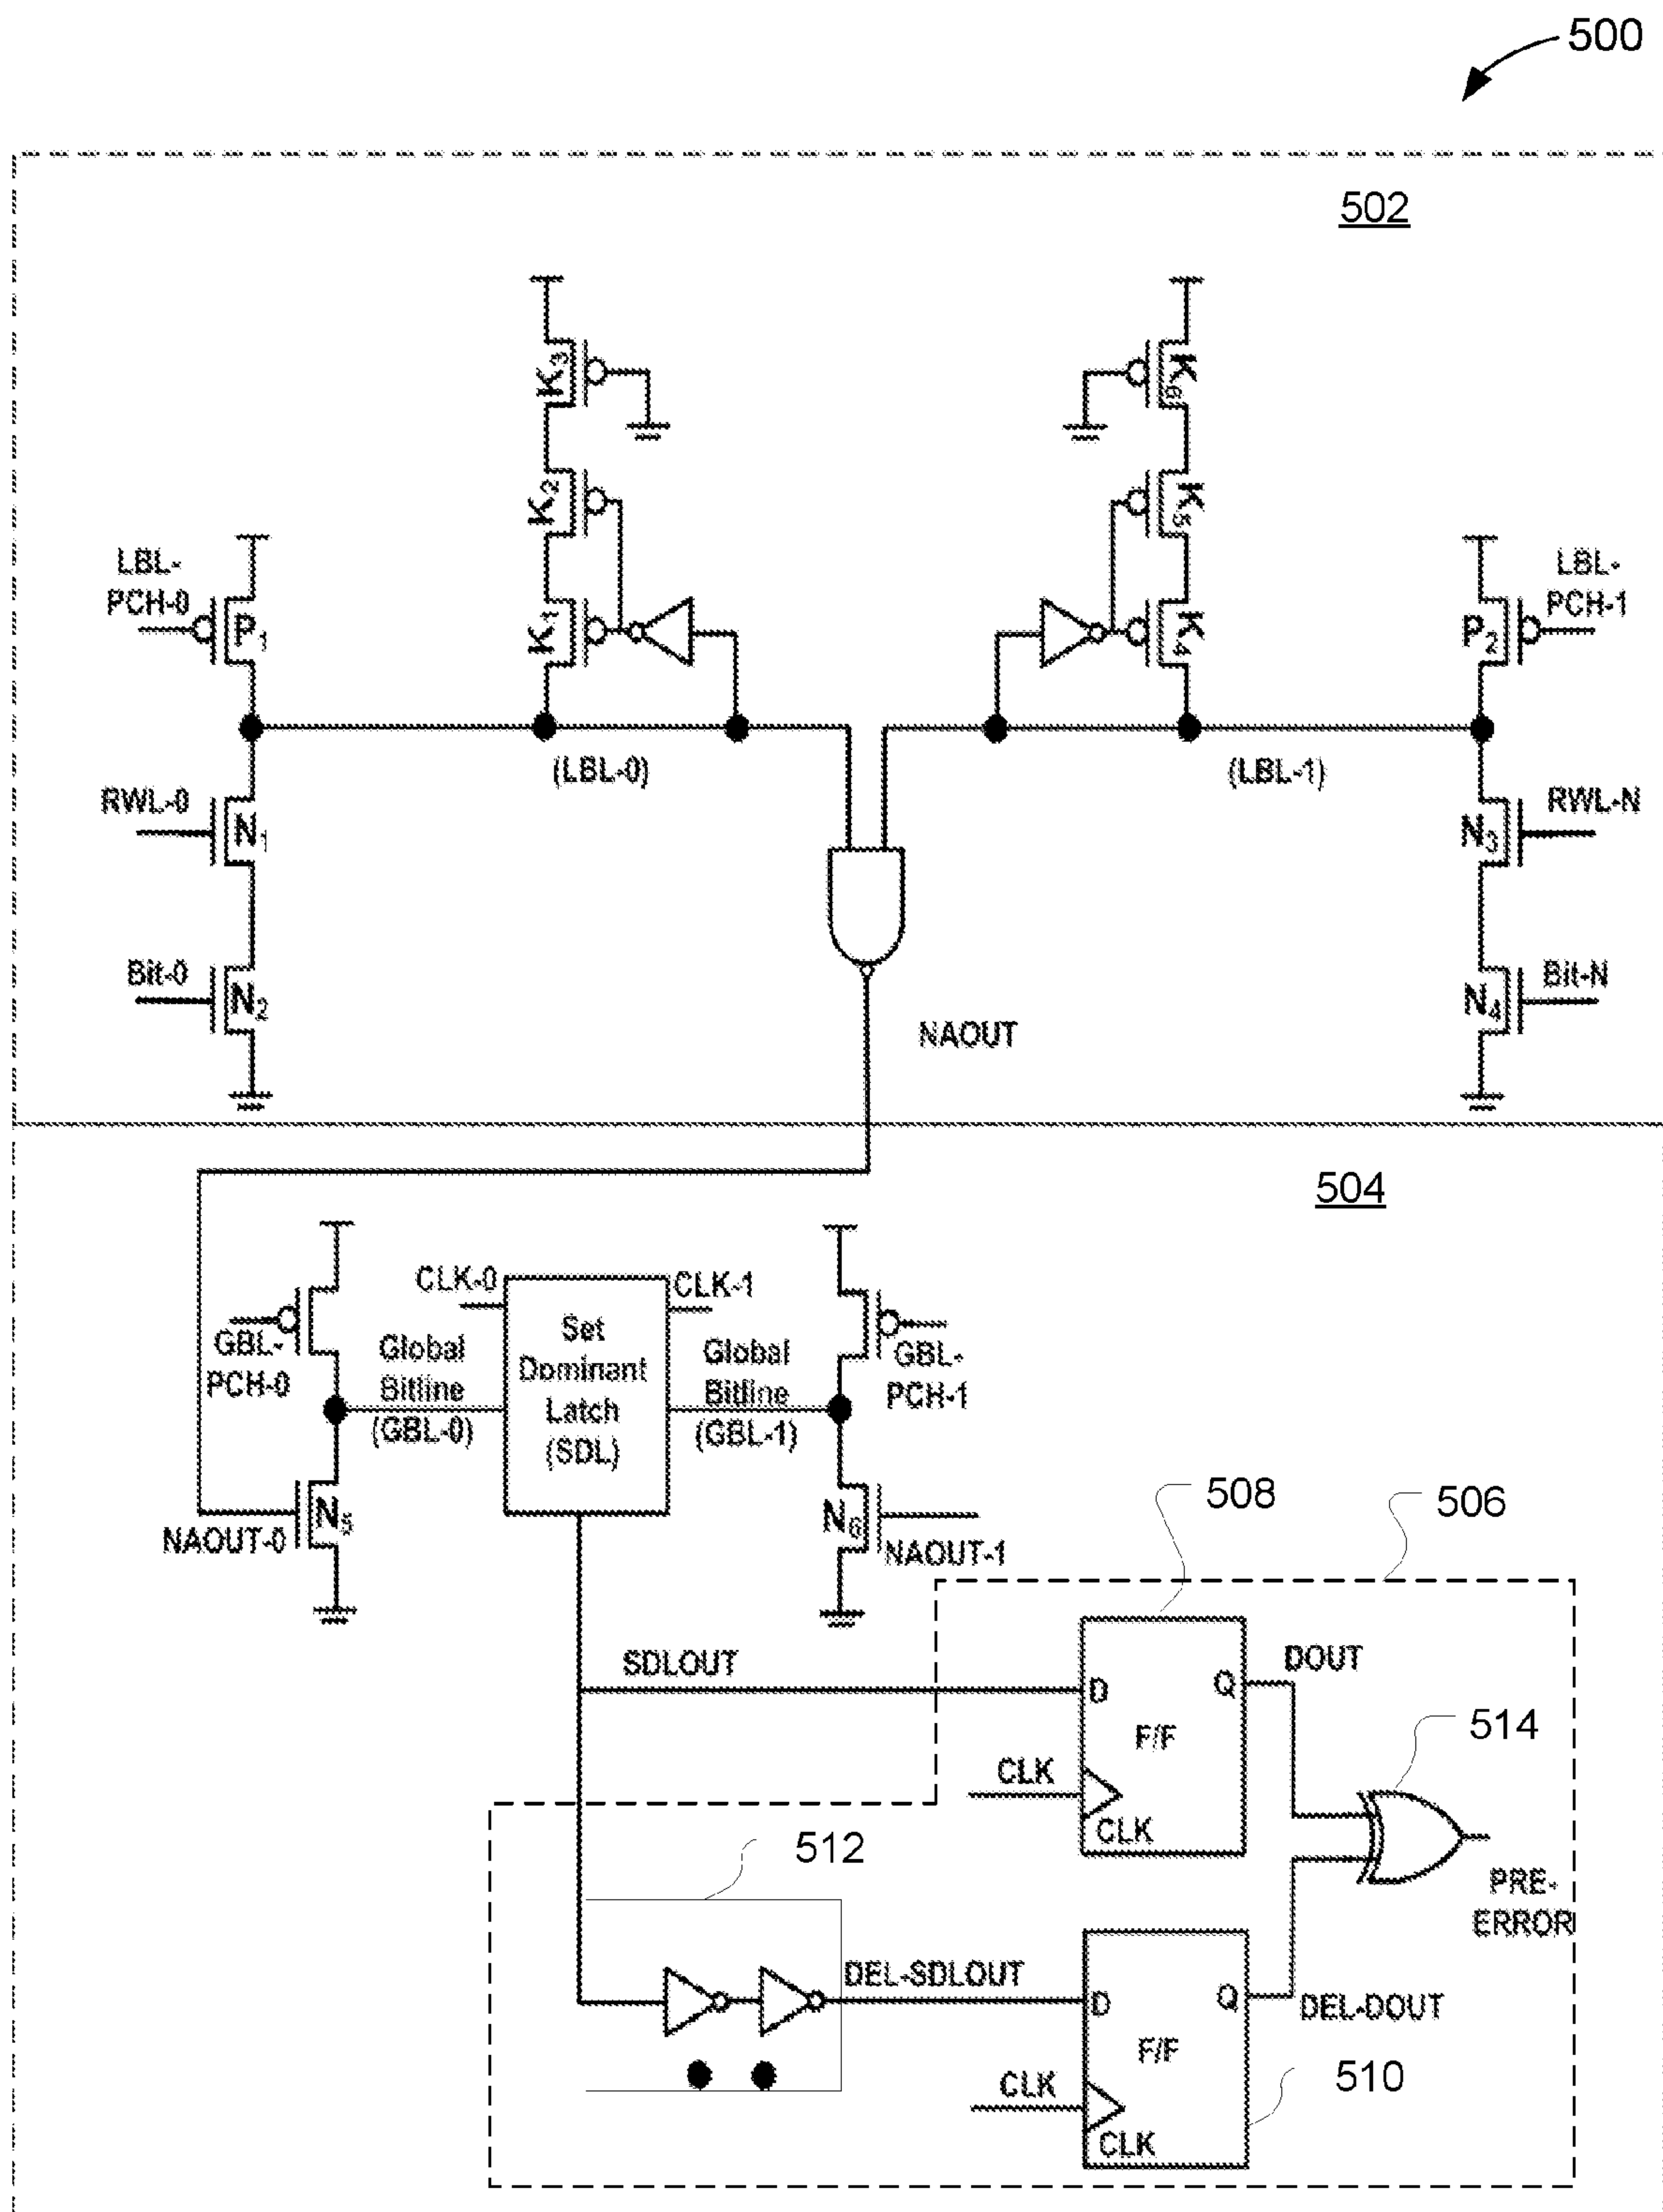 500
502
K3
K6
K2
K5
LBL-
PCH-0
P1
K1
K4
P2
LBL-
PCH-1
(LBL-0)
(LBL-1)
RWL-0
N1
N3
RWL-N
Bit-0
N2
N4
Bit-N
NAOUT
504
GBL-
PCH-0
CLK-0
CLK-1
Global
Bitline
(GBL-0)
Set
Dominant
Latch
(SDL)
Global
Bitline
(GBL-1)
GBL-
PCH-1
NAOUT-0
N5
N6
NAOUT-1
508
506
SDLOUT
D
Q
F/F
DOUT
CLK
CLK
514
512
PRE-
ERROR
DEL-SDLOUT
D
Q
F/F
DEL-DOUT
CLK
CLK
510